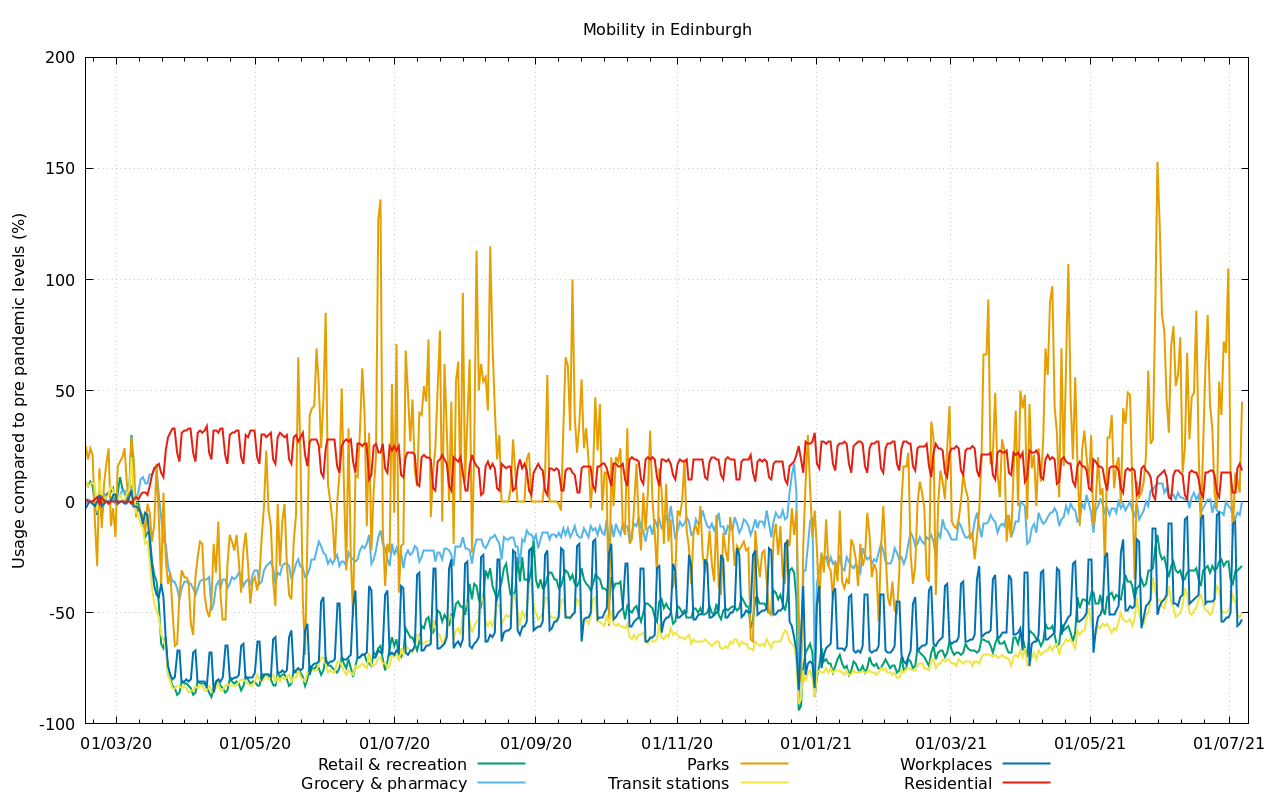 Mobility in Edinburgh
Usage compared to pre pandemic levels (%)
200
150
100
50
0
-50
-100
01/03/20 01/05/20 01/07/20 01/09/20 01/11/20 01/01/21 01/03/21 01/05/21 01/07/21
Retail & recreation Parks Workplaces
Grocery & pharmacy Transit stations Residential